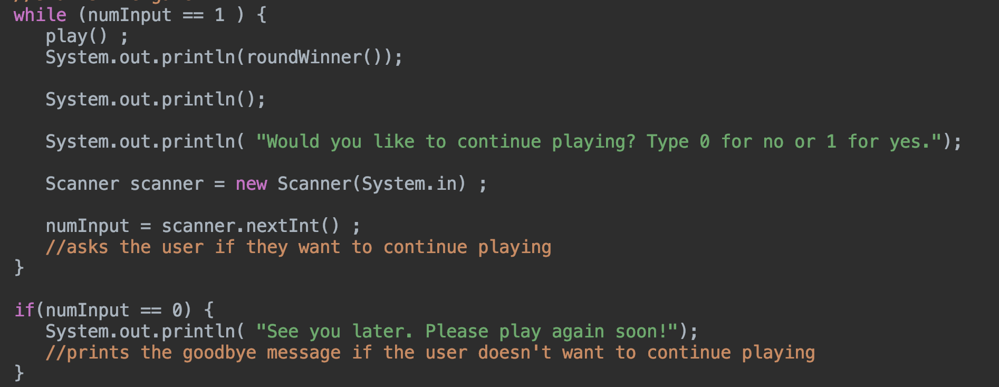 while (numInput == 1 ) {
play() ;
System.out.println(roundWinner());
System.out.println();
System.out.println( "Would you like to continue playing? Type 0 for no or 1 for yes.");
Scanner scanner = new Scanner(System.in) ;
numInput = scanner.nextInt() ;
//asks the user if they want to continue playing
}
if(numInput == 0) {
System.out.println( "See you later. Please play again soon!");
//prints the goodbye message if the user doesn't want to continue playing
}